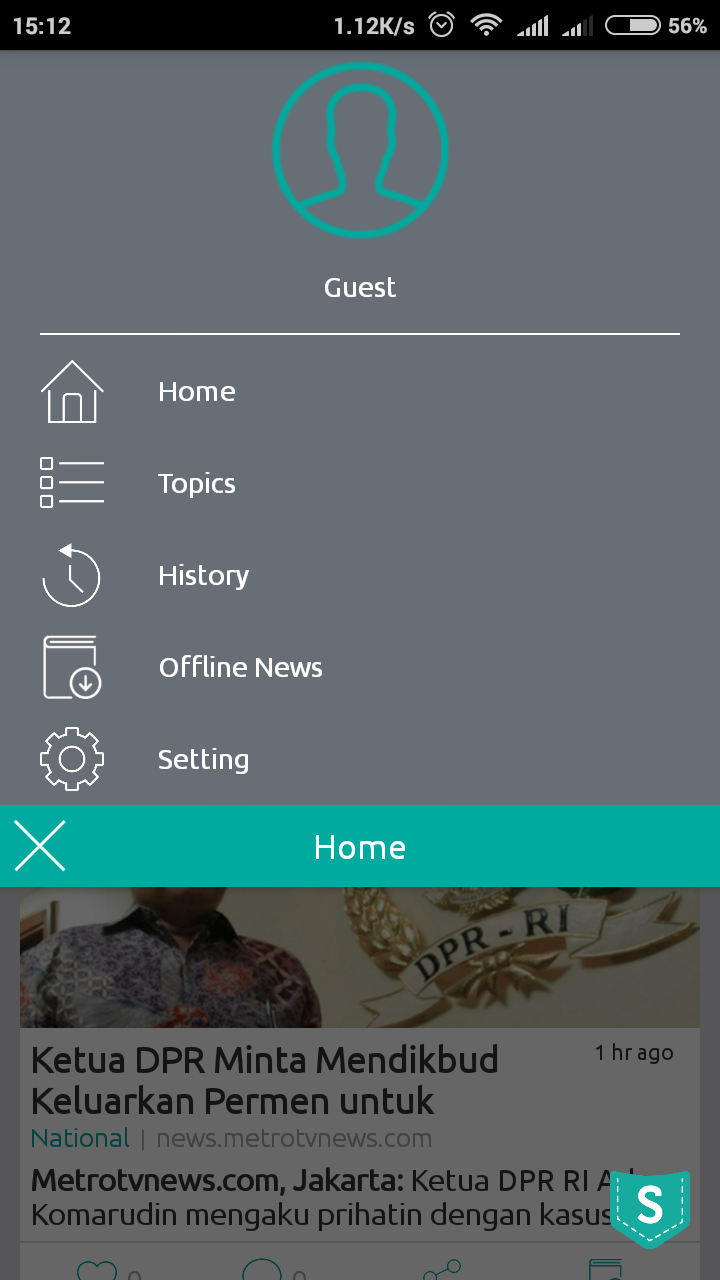 15:12 1.12K/s 56%
Guest
Home
Topics
History
Offline News
Setting
Home
DPR-RI
Ketua DPR Minta Mendikbud 1 hr ago
Keluarkan Permen untuk
National | news.metrotvnews.com
Metrotvnews.com, Jakarta: Ketua DPR RI
Komarudin mengaku prihatin dengan kasus
S
0 0